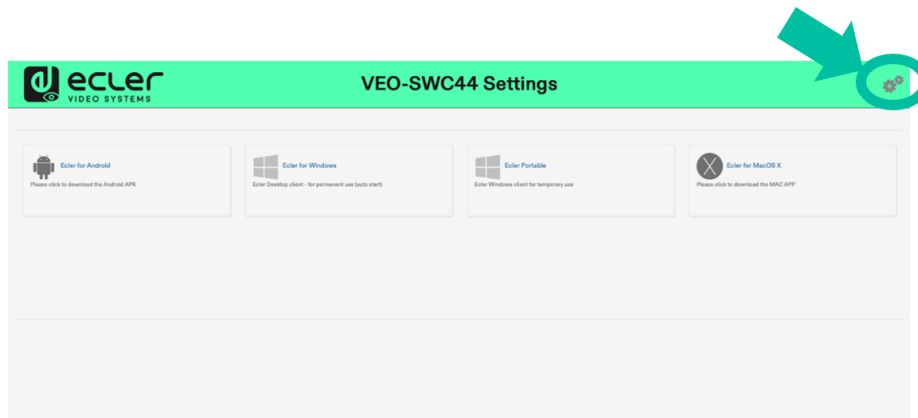 ecler
VIDEO SYSTEMS
VEO-SWC44 Settings
Ecler for Android
Please click to download the Android APK
Ecler for Windows
Ecler Desktop client - for permanent use (auto start)
Ecler Portable
Ecler Windows client for temporary use
Ecler for MacOS X
Please click to download the MAC APP